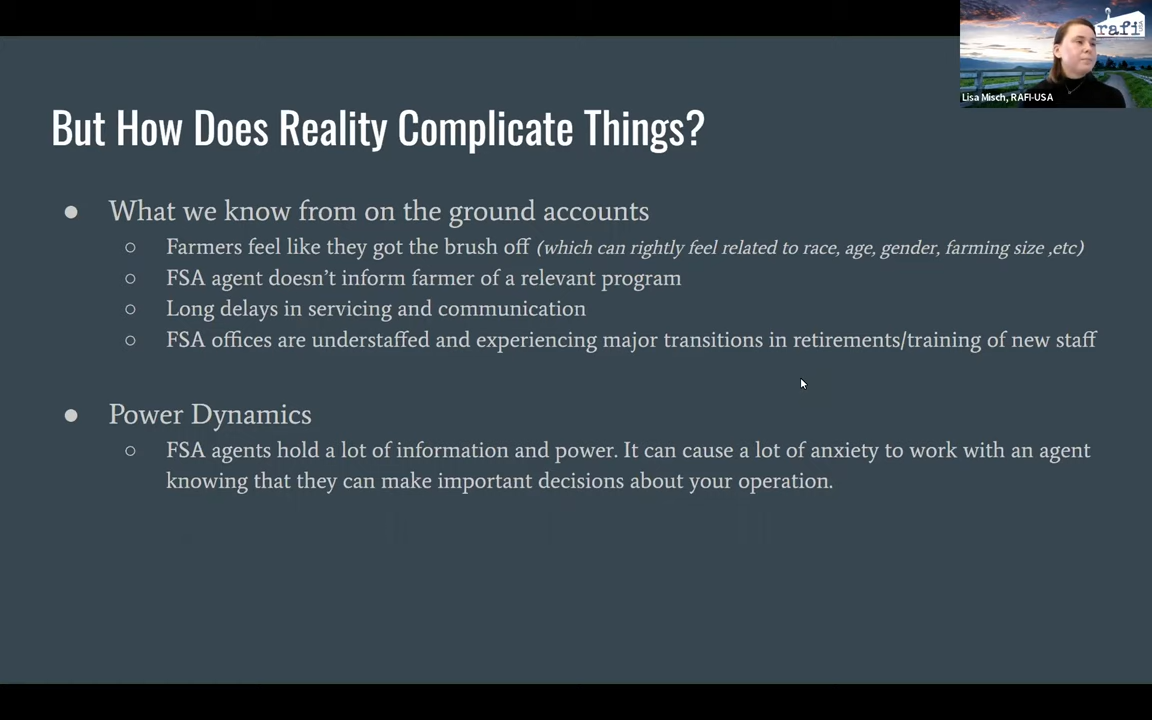 rafi
USA
Lisa Misch, RAFI-USA
But How Does Reality Complicate Things?
● What we know from on the ground accounts
○ Farmers feel like they got the brush off (which can rightly feel related to race, age, gender, farming size ,etc)
○ FSA agent doesn’t inform farmer of a relevant program
○ Long delays in servicing and communication
○ FSA offices are understaffed and experiencing major transitions in retirements/training of new staff
● Power Dynamics
○ FSA agents hold a lot of information and power. It can cause a lot of anxiety to work with an agent
knowing that they can make important decisions about your operation.